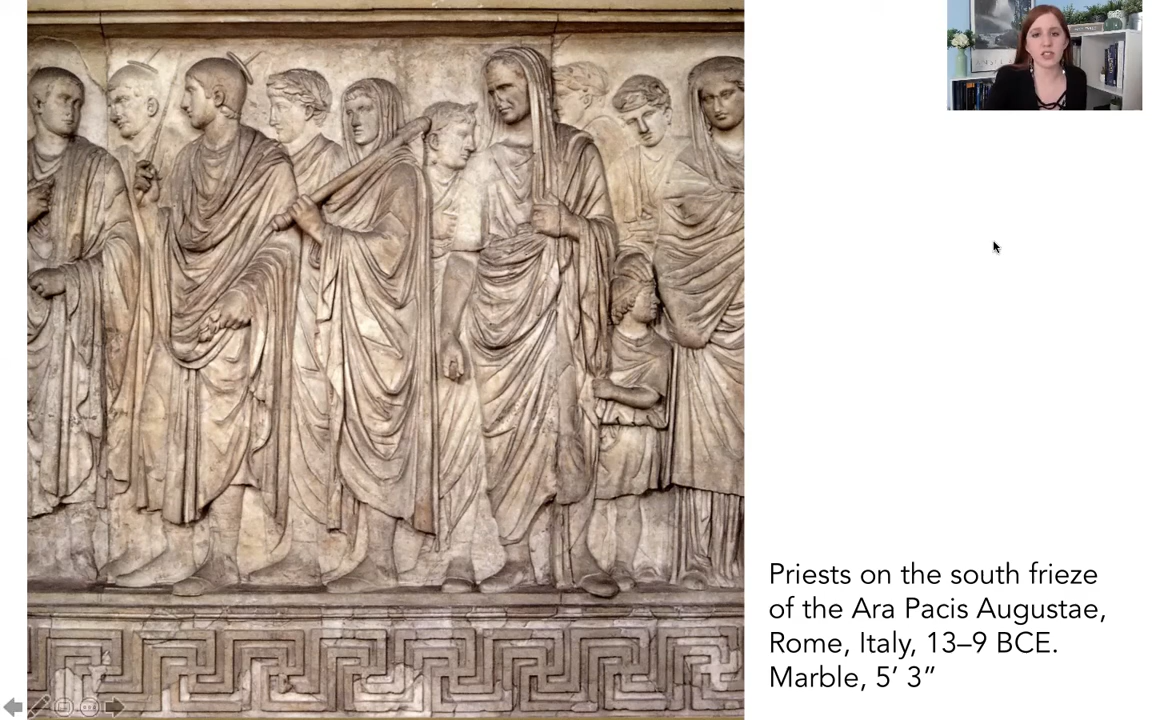 Priests on the south frieze
of the Ara Pacis Augustae,
Rome, Italy, 13–9 BCE.
Marble, 5′ 3″